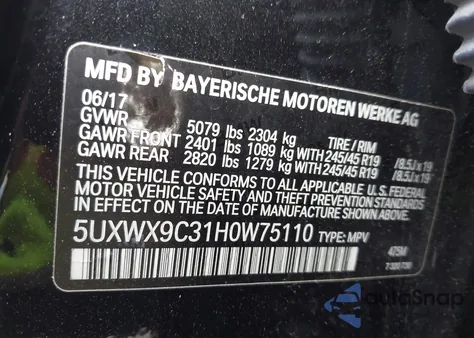 MFD BY BAYERISCHE MOTOREN WERKE AG
06/17
GVWR 5079 lbs 2304 kg TIRE / RIM
GAWR FRONT 2401 lbs 1089 kg WITH 245/45 R19 /8.5J x 19
GAWR REAR 2820 lbs 1279 kg WITH 245/45 R19 /8.5J x 19
THIS VEHICLE CONFORMS TO ALL APPLICABLE U.S. FEDERAL
MOTOR VEHICLE SAFETY AND THEFT PREVENTION STANDARDS
IN EFFECT ON THE DATE OF MANUFACTURE SHOWN ABOVE.
5UXWX9C31H0W75110 TYPE: MPV
475M
autoSnap